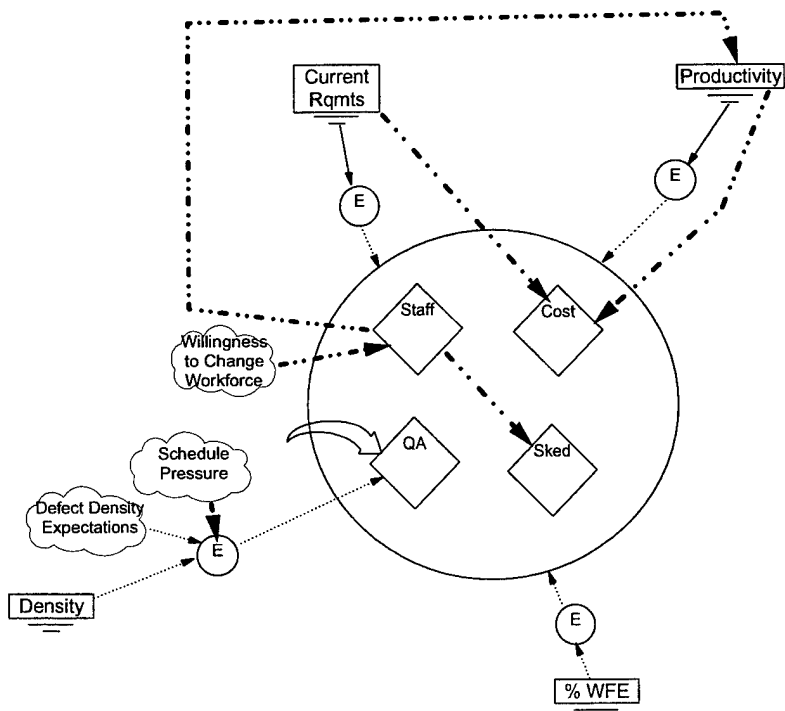 Current
Rqmts
Productivity
E
E
Staff
Cost
Willingness
to Change
Workforce
QA
Sked
Schedule
Pressure
Defect Density
Expectations
E
Density
E
% WFE